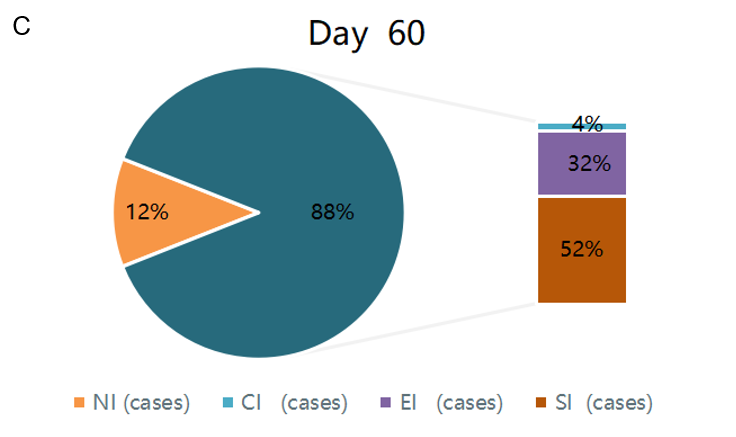 C
Day 60
4%
32%
12%
88%
52%
NI (cases) CI (cases) EI (cases) SI (cases)